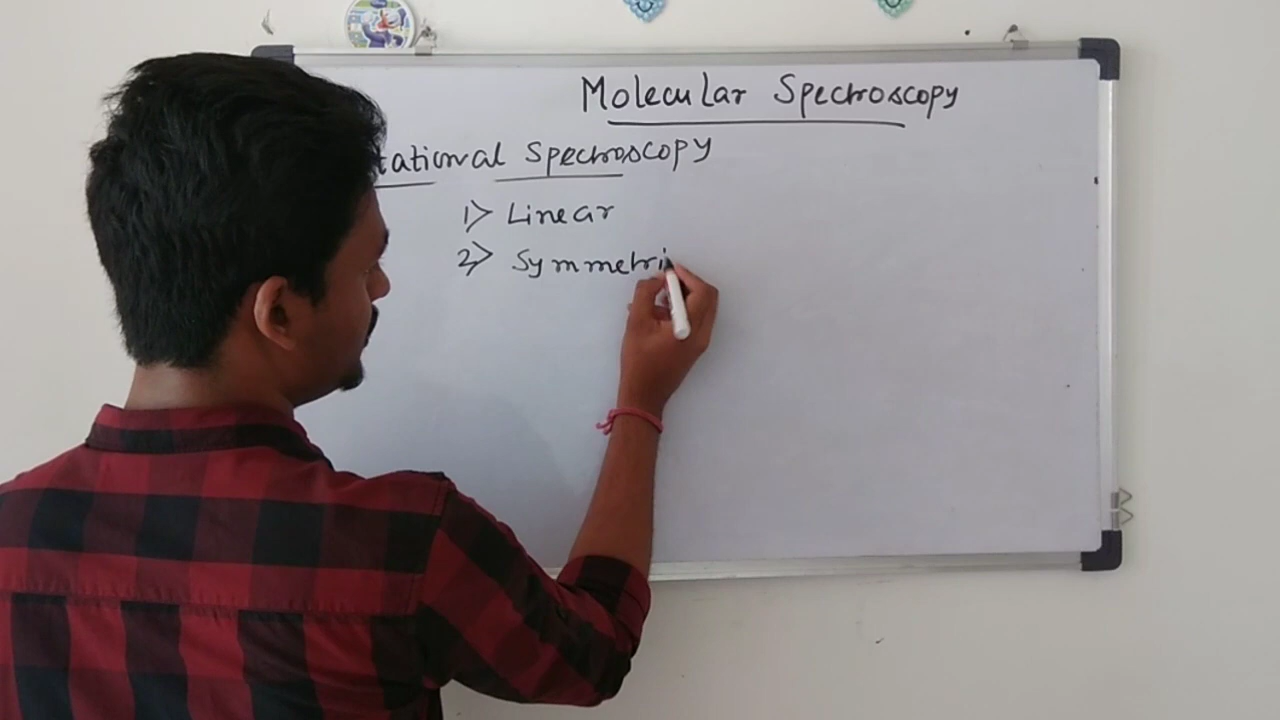 Molecular Spectroscopy
tational Spectroscopy
1) Linear
2) Symmetri